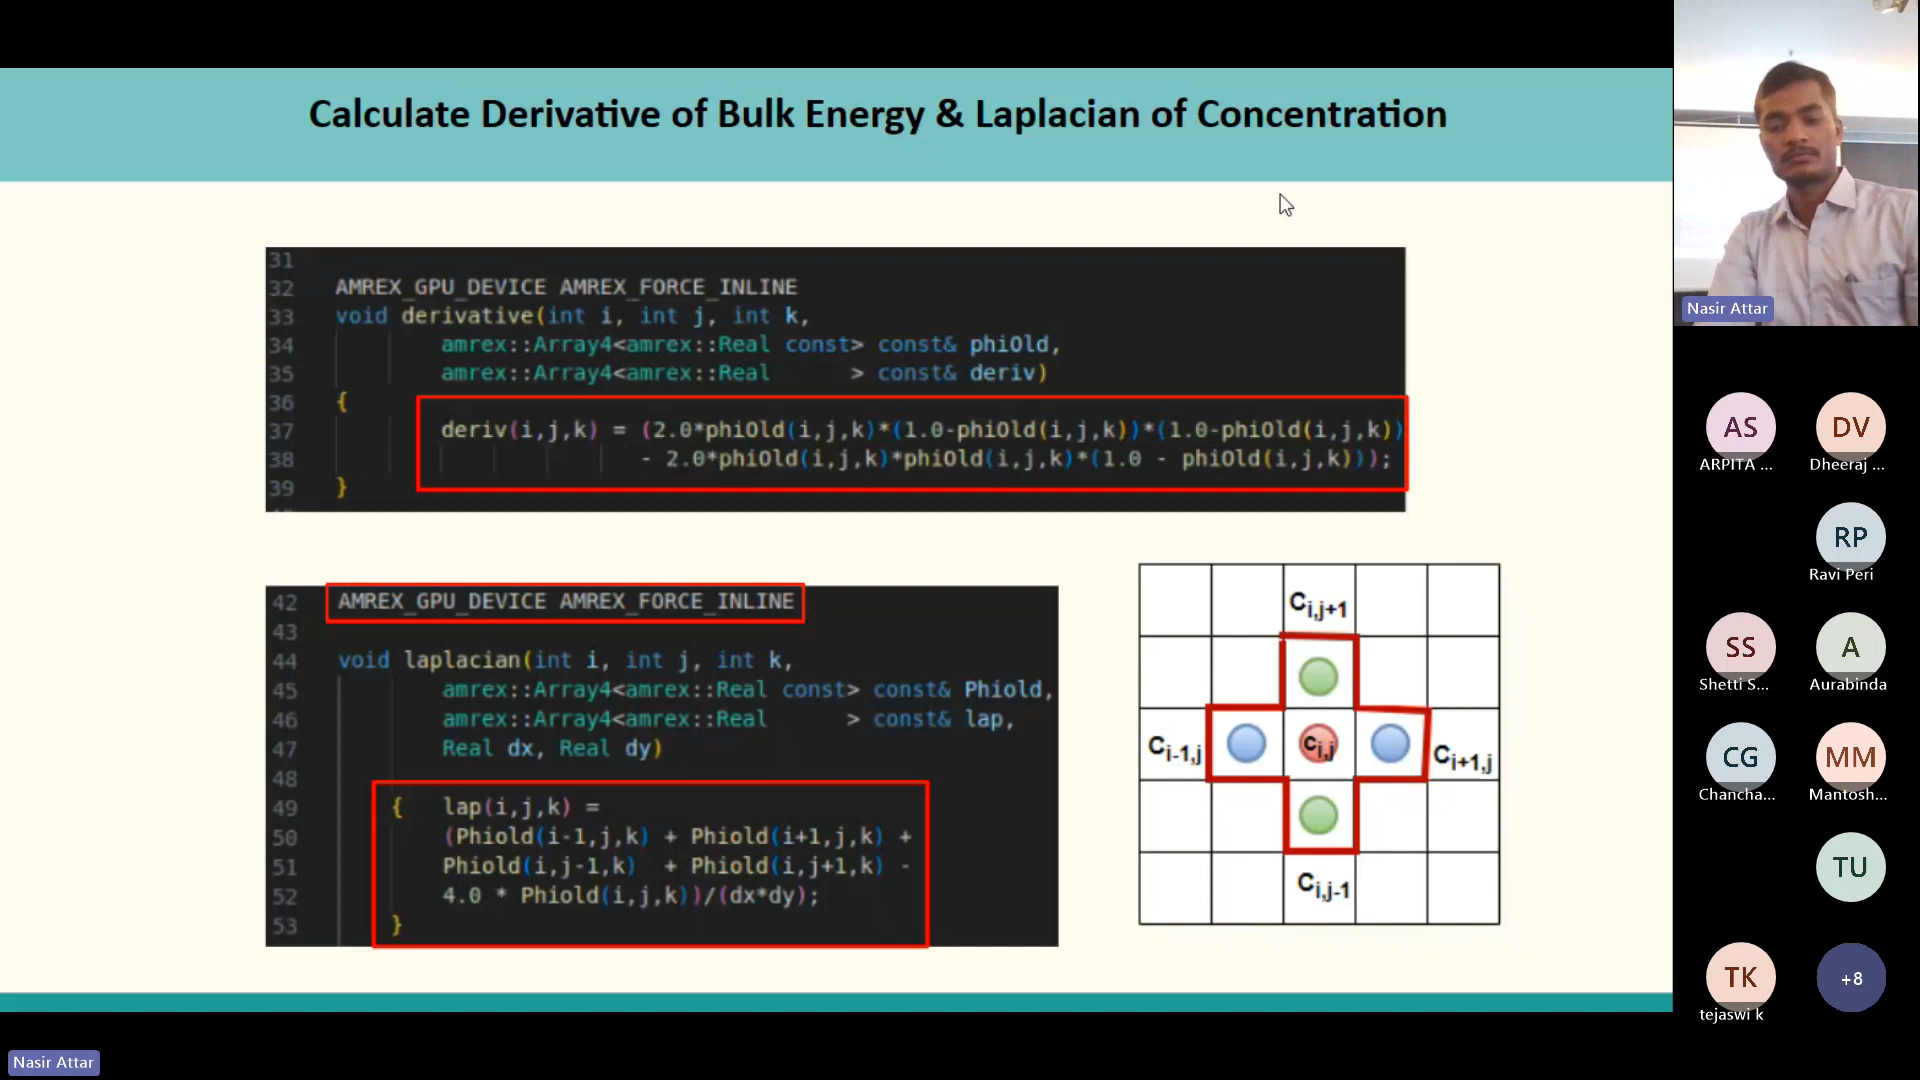 Calculate Derivative of Bulk Energy & Laplacian of Concentration
31
32 AMREX_GPU_DEVICE AMREX_FORCE_INLINE
33 void derivative(int i, int j, int k,
34 amrex::Array4<amrex::Real const> const& phiOld,
35 amrex::Array4<amrex::Real > const& deriv)
36 {
37 deriv(i,j,k) = (2.0*phiOld(i,j,k)*(1.0-phiOld(i,j,k))*(1.0-phiOld(i,j,k))
38 - 2.0*phiOld(i,j,k)*phiOld(i,j,k)*(1.0 - phiOld(i,j,k)));
39 }
42 AMREX_GPU_DEVICE AMREX_FORCE_INLINE
43
44 void laplacian(int i, int j, int k,
45 amrex::Array4<amrex::Real const> const& Phiold,
46 amrex::Array4<amrex::Real > const& lap,
47 Real dx, Real dy)
48
49 { lap(i,j,k) =
50 (Phiold(i-1,j,k) + Phiold(i+1,j,k) +
51 Phiold(i,j-1,k) + Phiold(i,j+1,k) -
52 4.0 * Phiold(i,j,k))/(dx*dy);
53 }
Ci,j+1
Ci-1,j
Ci,j
Ci+1,j
Ci,j-1
Nasir Attar
AS
ARPITA ...
DV
Dheeraj ...
RP
Ravi Peri
SS
Shetti S...
A
Aurabinda
CG
Chancha...
MM
Mantosh...
TU
TK
tejaswi k
+8
Nasir Attar